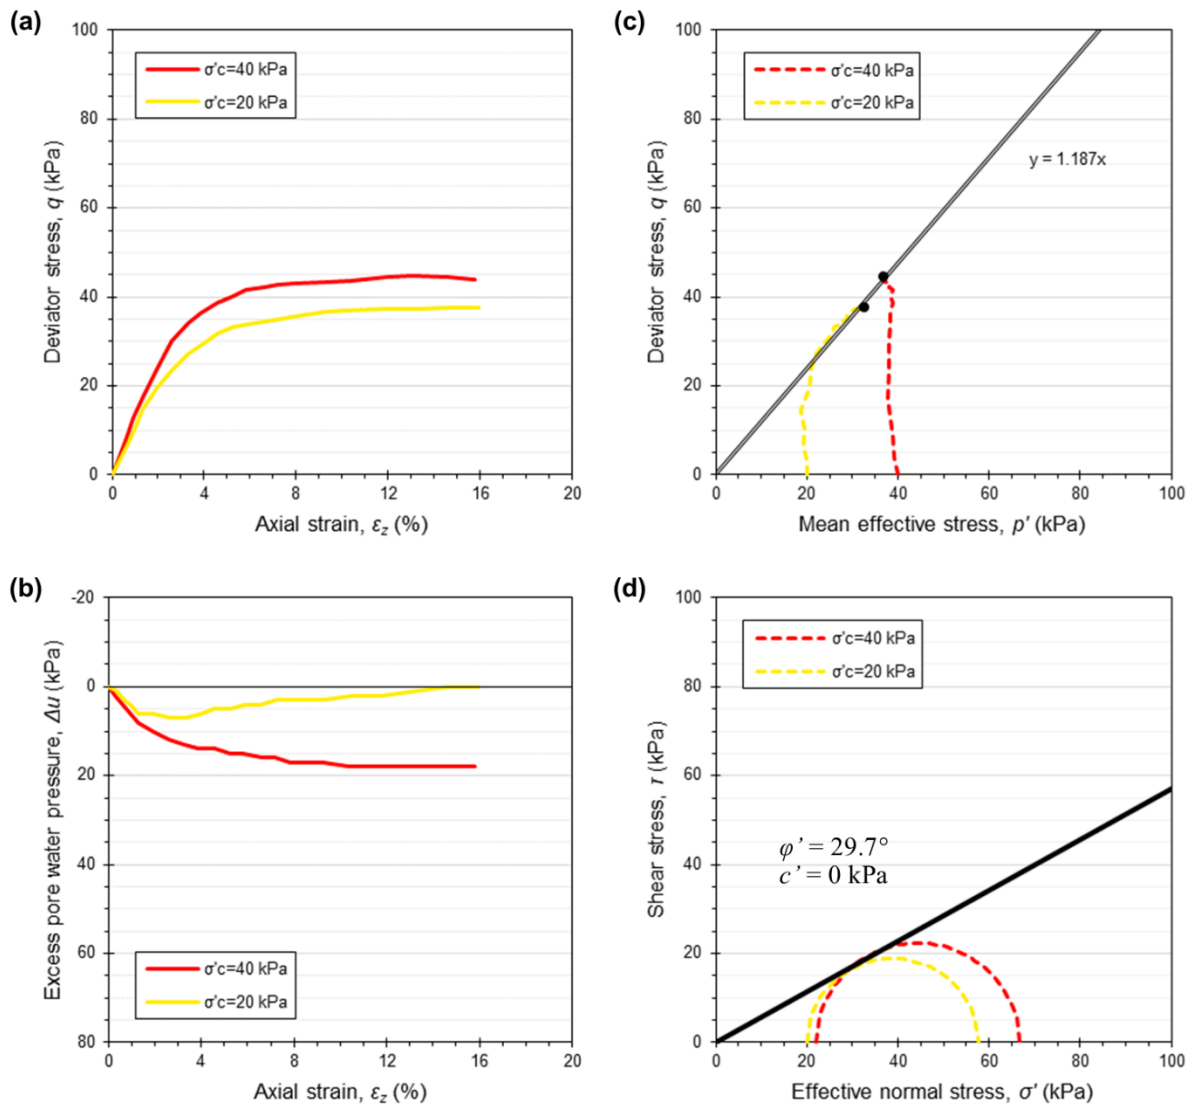 (a)
100
80
60
40
20
0
Deviator stress, q (kPa)
σ'c=40 kPa
σ'c=20 kPa
0 4 8 12 16 20
Axial strain, εz (%)
(c)
100
80
60
40
20
0
Deviator stress, q (kPa)
σ'c=40 kPa
σ'c=20 kPa
y = 1.187x
0 20 40 60 80 100
Mean effective stress, p' (kPa)
(b)
-20
0
20
40
60
80
Excess pore water pressure, Δu (kPa)
σ'c=40 kPa
σ'c=20 kPa
0 4 8 12 16 20
Axial strain, εz (%)
(d)
100
80
60
40
20
0
Shear stress, τ (kPa)
σ'c=40 kPa
σ'c=20 kPa
φ’ = 29.7°
c’ = 0 kPa
0 20 40 60 80 100
Effective normal stress, σ' (kPa)